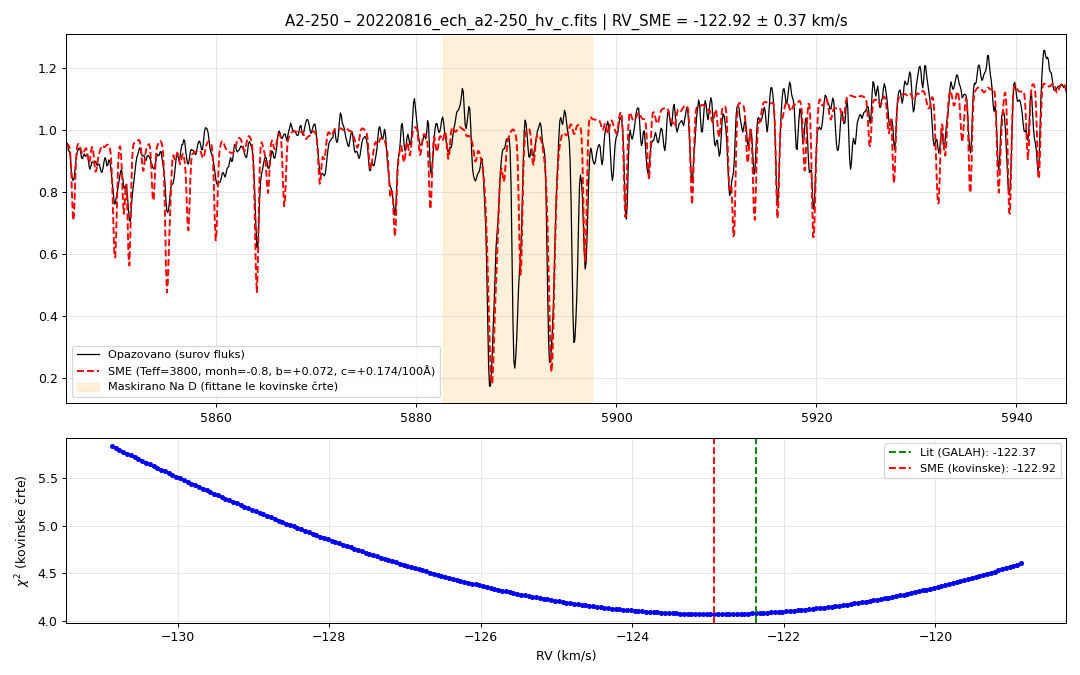 A2-250 – 20220816_ech_a2-250_hv_c.fits | RV_SME = -122.92 ± 0.37 km/s
1.2
1.0
0.8
0.6
0.4
0.2
Opazovano (surov fluks)
SME (Teff=3800, monh=-0.8, b=+0.072, c=+0.174/100Å)
Maskirano Na D (fittane le kovinske črte)
5860 5880 5900 5920 5940
5.5
5.0
4.5
4.0
χ² (kovinske črte)
Lit (GALAH): -122.37
SME (kovinske): -122.92
−130 −128 −126 −124 −122 −120
RV (km/s)